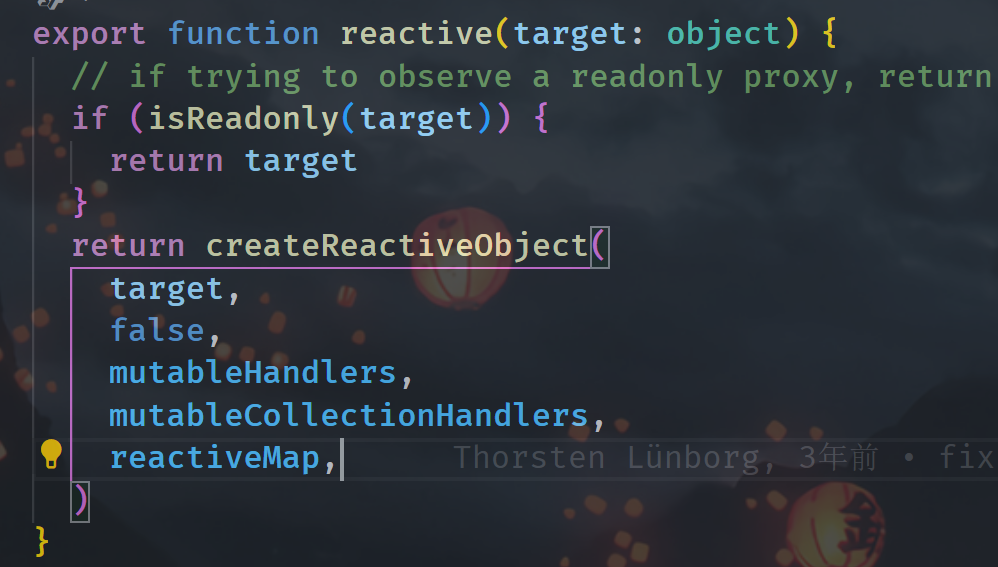 export function reactive(target: object) {
  // if trying to observe a readonly proxy, return
  if (isReadonly(target)) {
    return target
  }
  return createReactiveObject(
    target,
    false,
    mutableHandlers,
    mutableCollectionHandlers,
    reactiveMap, Thorsten Lünborg, 3年前 • fix
  )
}